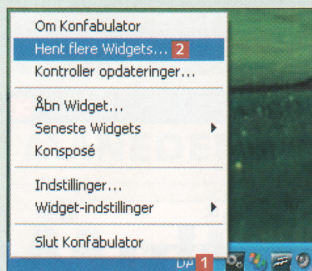 Om Konfabulator
Hent flere Widgets... 2
Kontroller opdateringer...
Åbn Widget...
Seneste Widgets
Konsposé
Indstillinger...
Widget-indstillinger
Slut Konfabulator
1